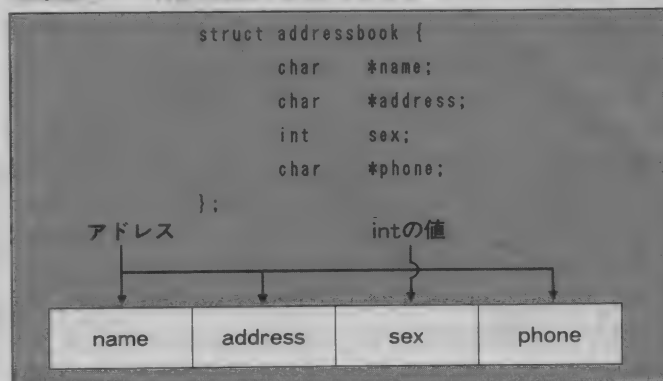 struct addressbook {
char *name;
char *address;
int sex;
char *phone;
};
アドレス intの値
name address sex phone